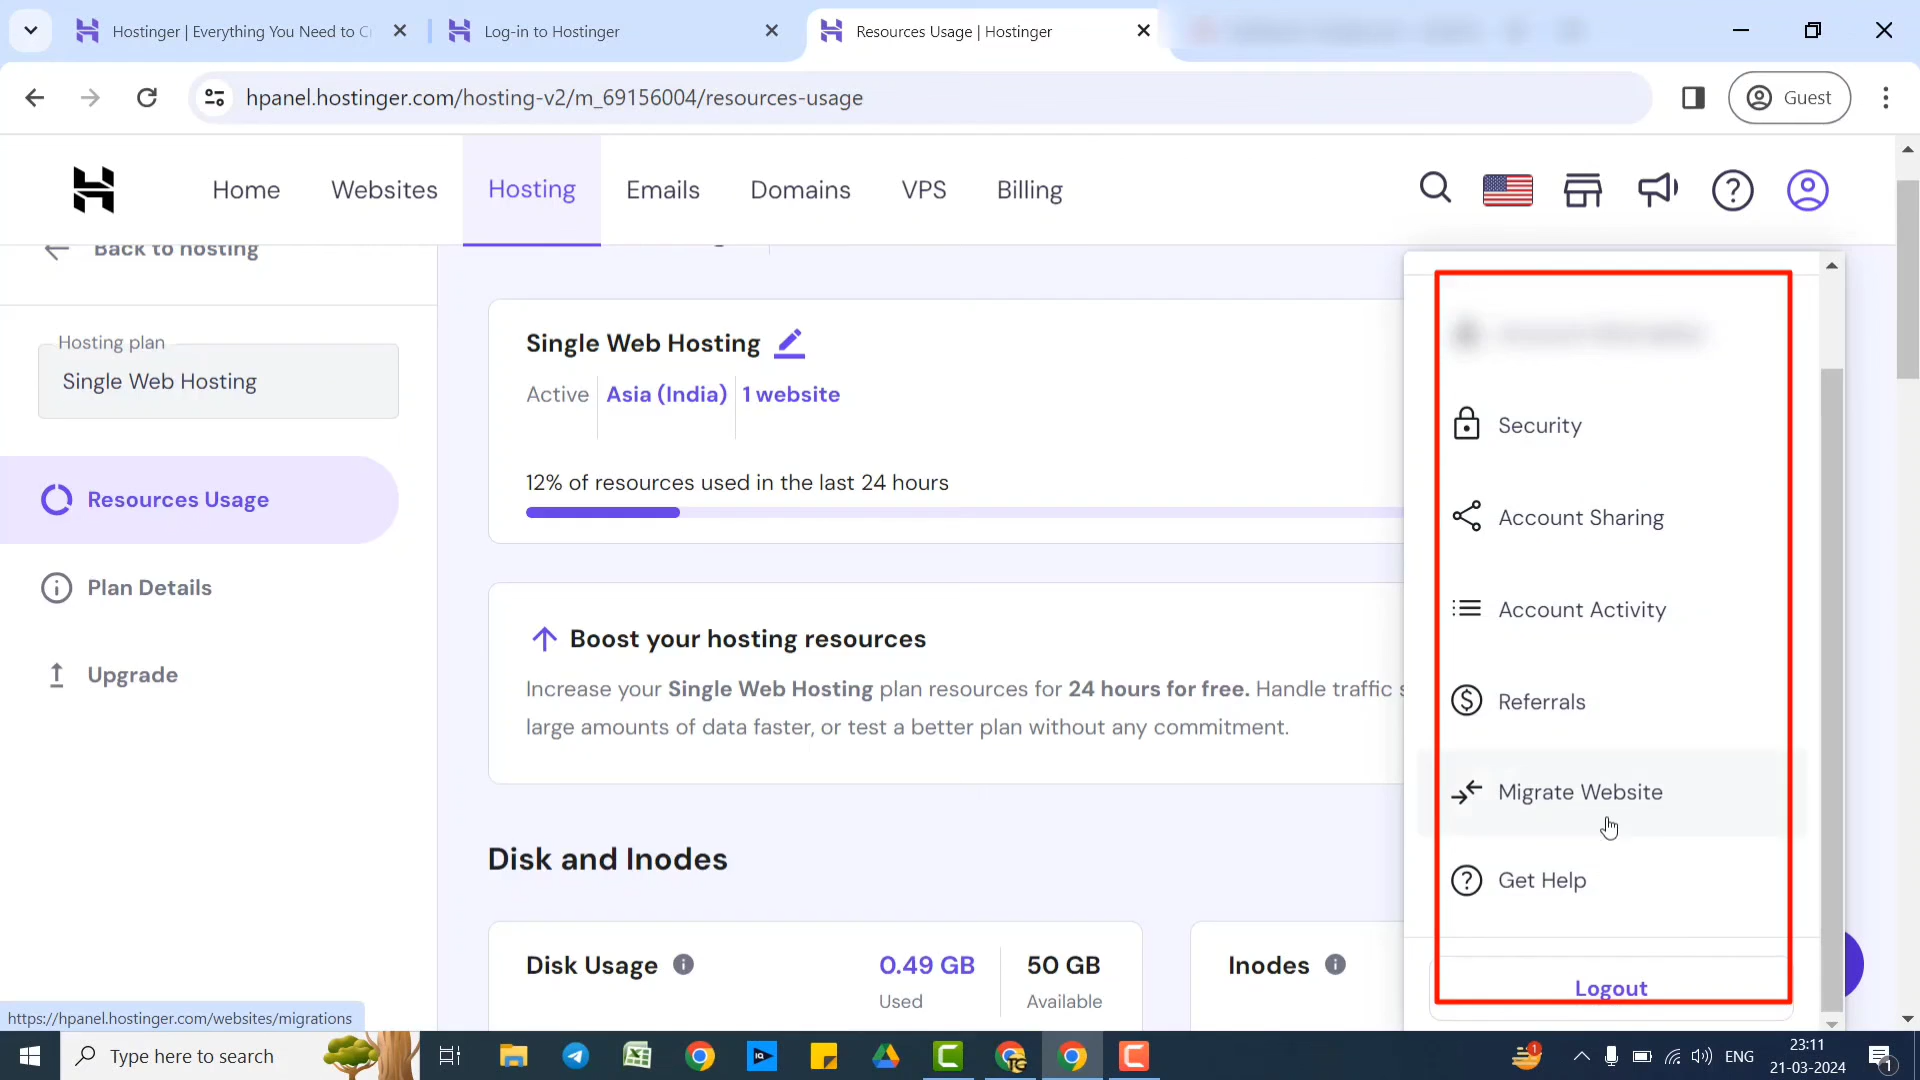 Hostinger | Everything You Need to C
Log-in to Hostinger
Resources Usage | Hostinger
hpanel.hostinger.com/hosting-v2/m_69156004/resources-usage
Guest
Home
Websites
Hosting
Emails
Domains
VPS
Billing
Back to hosting
Hosting plan
Single Web Hosting
Resources Usage
Plan Details
Upgrade
Single Web Hosting
Active
Asia (India)
1 website
12% of resources used in the last 24 hours
Boost your hosting resources
Increase your Single Web Hosting plan resources for 24 hours for free. Handle traffic
large amounts of data faster, or test a better plan without any commitment.
Disk and Inodes
Disk Usage
0.49 GB
Used
50 GB
Available
Inodes
Security
Account Sharing
Account Activity
Referrals
Migrate Website
Get Help
Logout
https://hpanel.hostinger.com/websites/migrations
Type here to search
ENG
23:11
21-03-2024
1